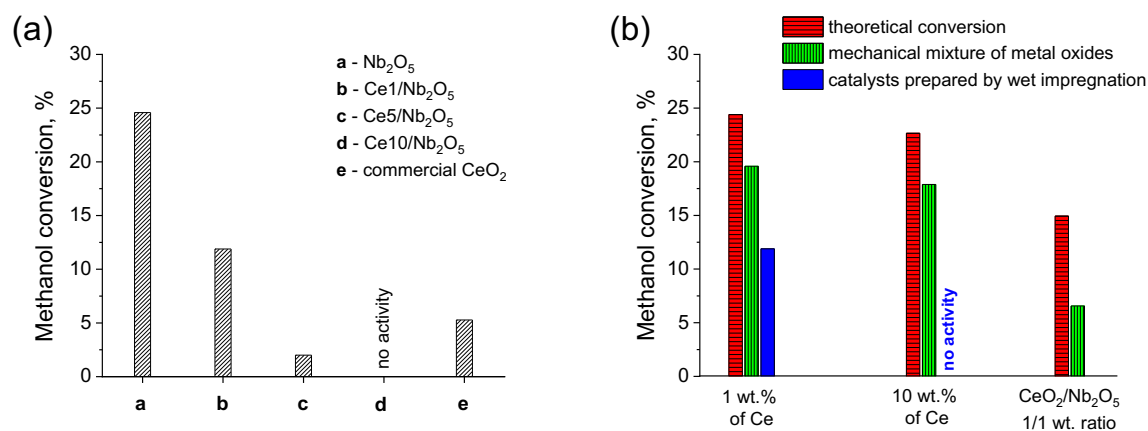 (a)
30
25
20
15
10
5
0
Methanol conversion, %
a - Nb₂O₅
b - Ce1/Nb₂O₅
c - Ce5/Nb₂O₅
d - Ce10/Nb₂O₅
e - commercial CeO₂
no activity
a b c d e
(b)
theoretical conversion
mechanical mixture of metal oxides
catalysts prepared by wet impregnation
30
25
20
15
10
5
0
Methanol conversion, %
no activity
1 wt.%
of Ce
10 wt.%
of Ce
CeO₂/Nb₂O₅
1/1 wt. ratio